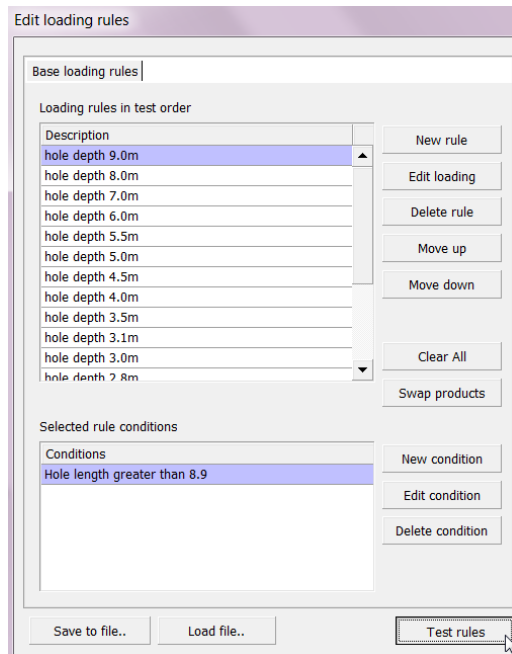 Edit loading rules
Base loading rules
Loading rules in test order
Description
hole depth 9.0m
hole depth 8.0m
hole depth 7.0m
hole depth 6.0m
hole depth 5.5m
hole depth 5.0m
hole depth 4.5m
hole depth 4.0m
hole depth 3.5m
hole depth 3.1m
hole depth 3.0m
hole depth 2.8m
New rule
Edit loading
Delete rule
Move up
Move down
Clear All
Swap products
Selected rule conditions
Conditions
Hole length greater than 8.9
New condition
Edit condition
Delete condition
Save to file..
Load file..
Test rules